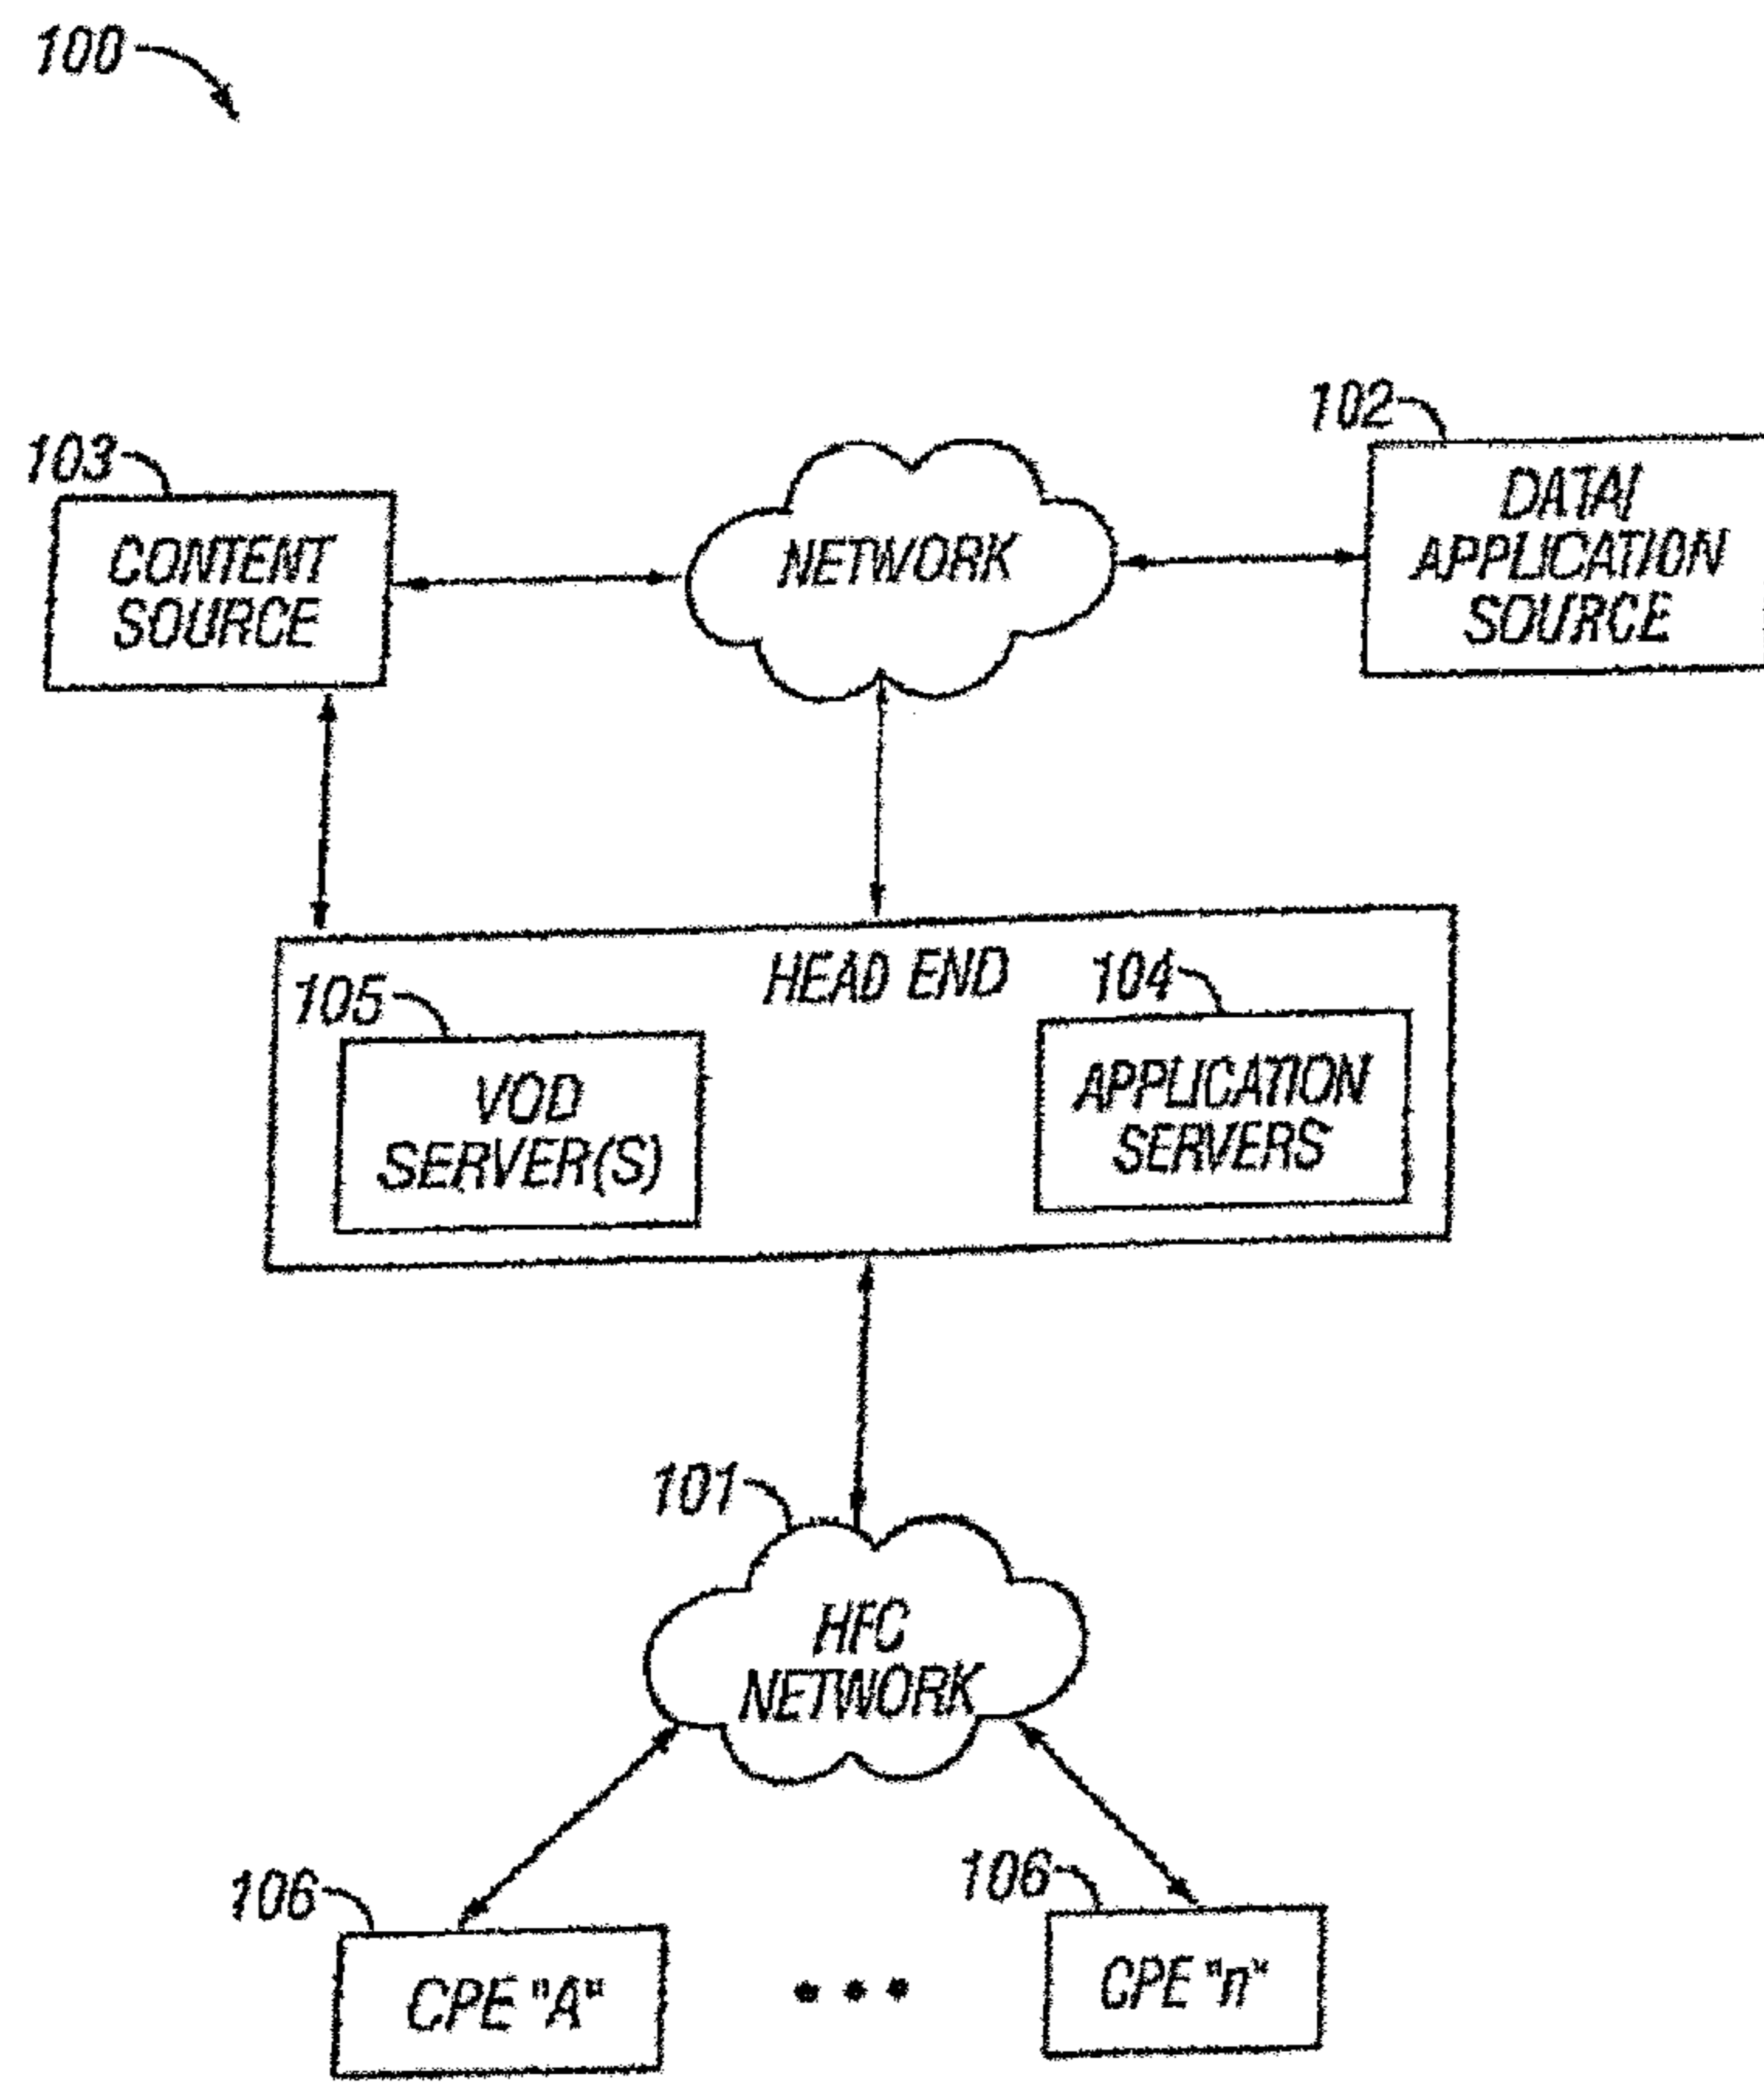 100
103
102
CONTENT
SOURCE
NETWORK
DATA/
APPLICATION
SOURCE
HEAD END
105
104
VOD
SERVER(S)
APPLICATION
SERVERS
101
HFC
NETWORK
106
106
CPE "A"
CPE "n"